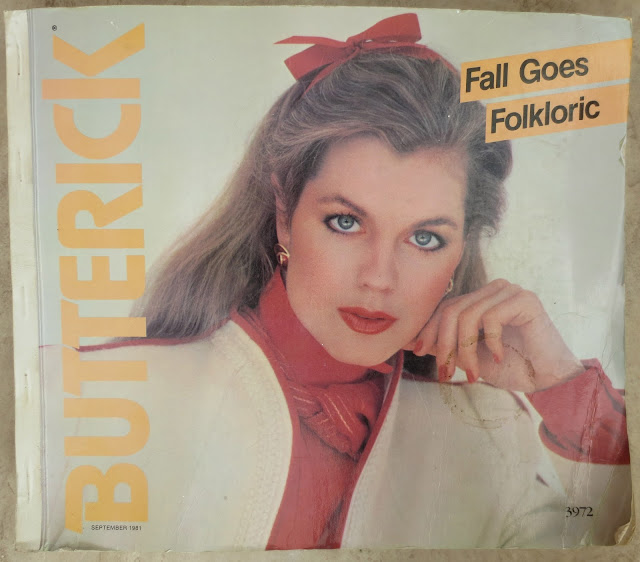 BUTTERICK®
Fall Goes
Folkloric
SEPTEMBER 1981
3972